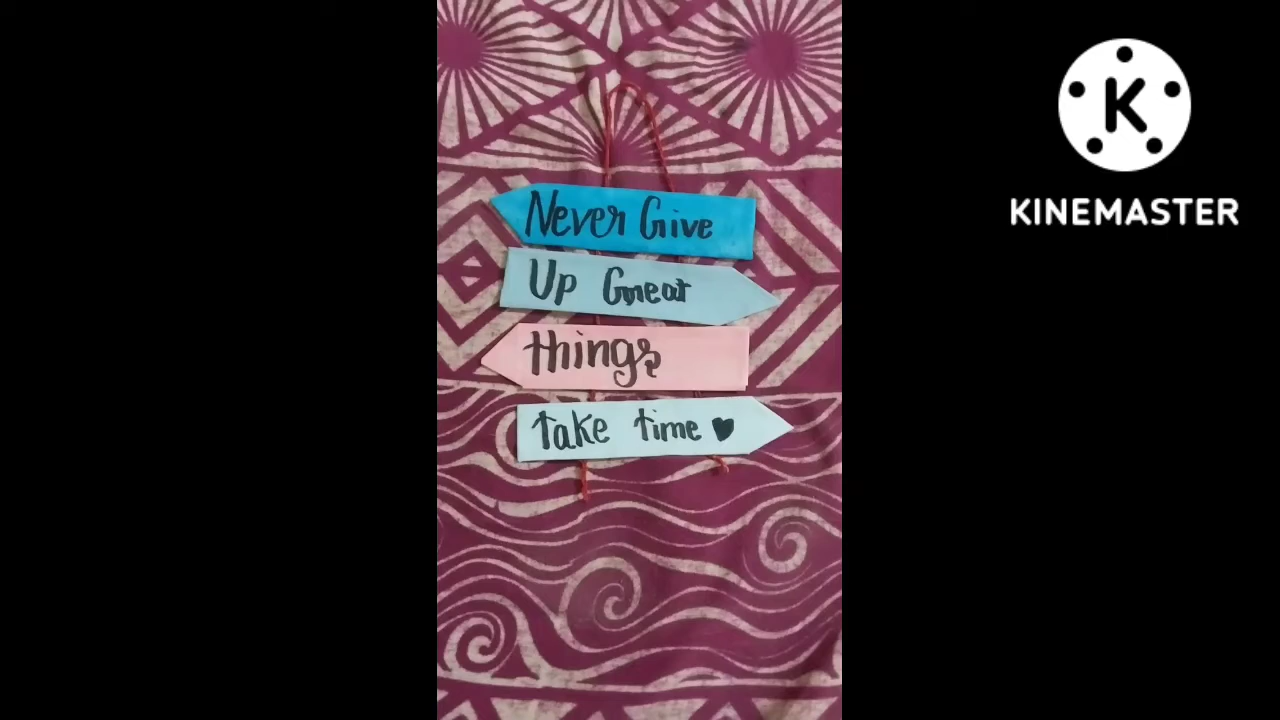 Never Give
Up Great
things
take time ♥
KINEMASTER